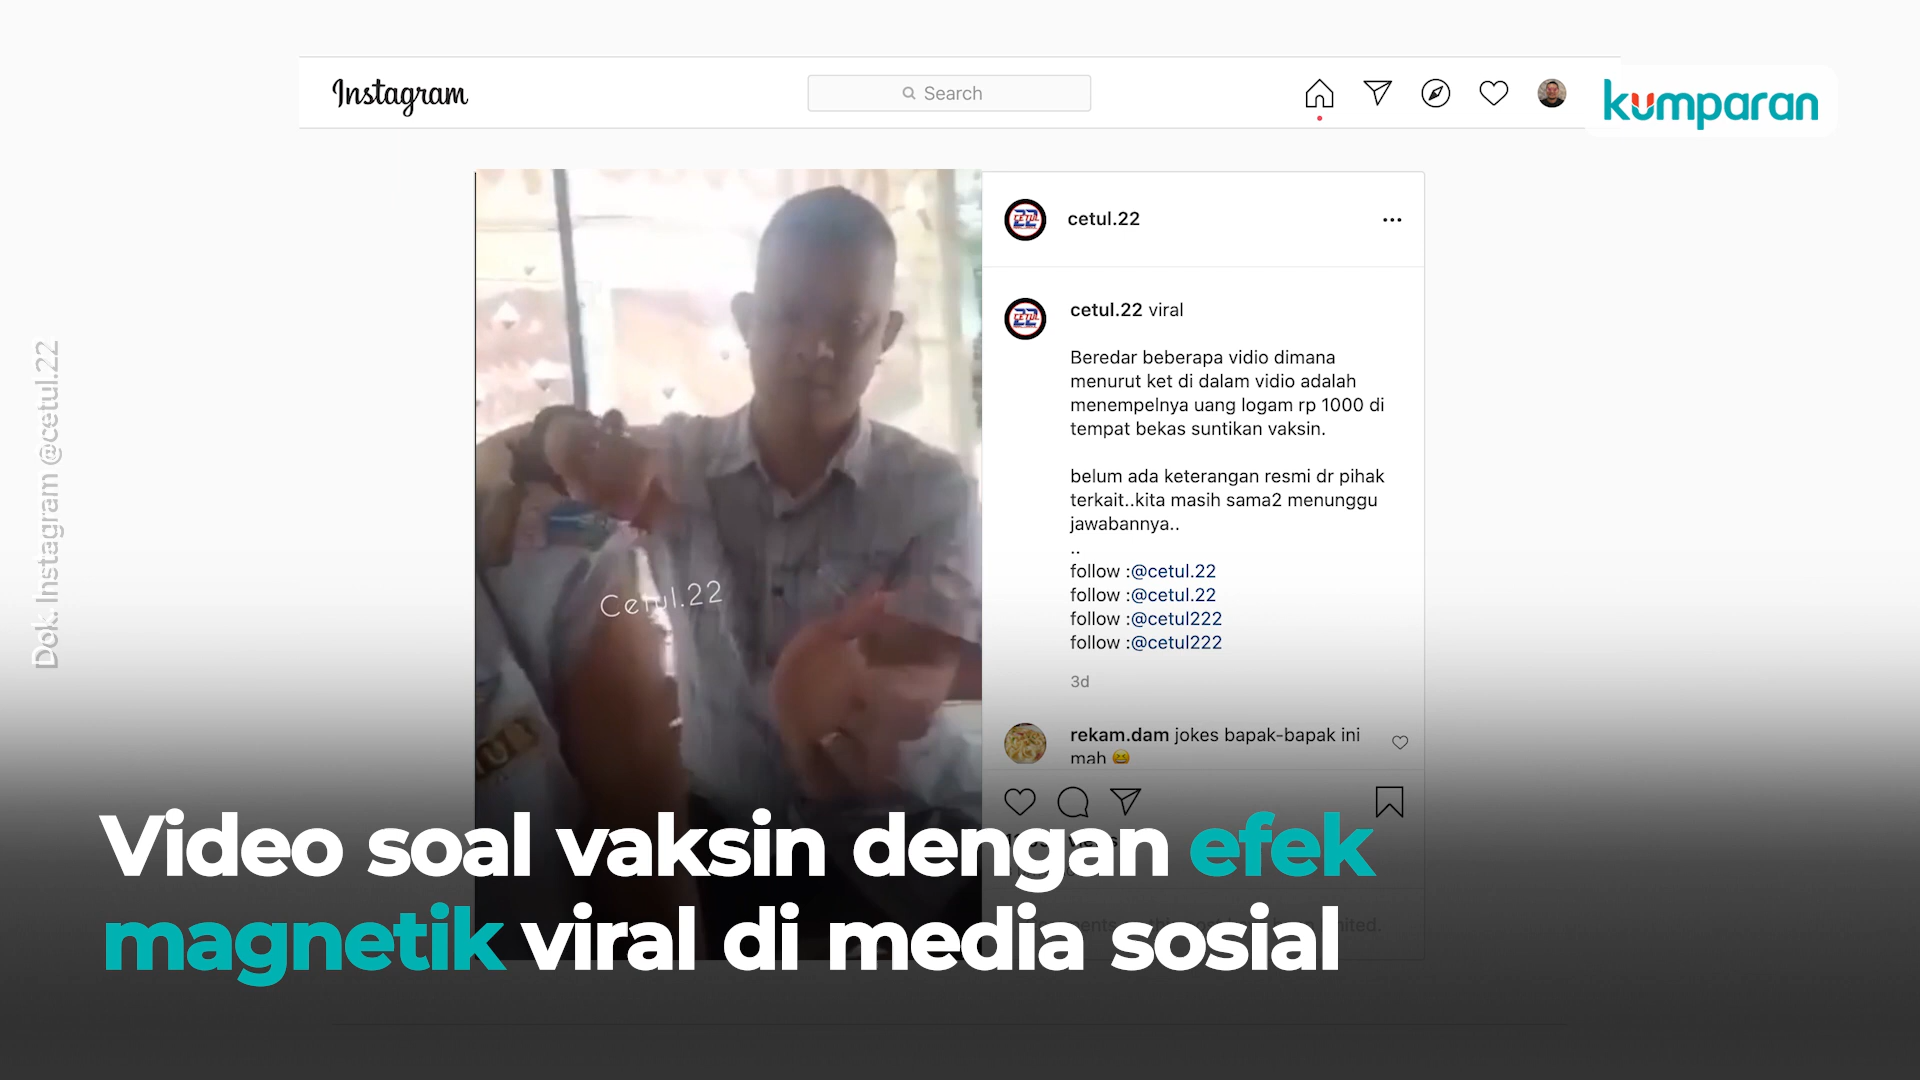 Instagram
Search
kumparan
cetul.22
cetul.22 viral
Beredar beberapa vidio dimana
menurut ket di dalam vidio adalah
menempelnya uang logam rp 1000 di
tempat bekas suntikan vaksin.
belum ada keterangan resmi dr pihak
terkait..kita masih sama2 menunggu
jawabannya..
..
follow :@cetul.22
follow :@cetul.22
follow :@cetul222
follow :@cetul222
3d
rekam.dam jokes bapak-bapak ini
mah 😆
Cetul.22
Dok. Instagram @cetul.22
Video soal vaksin dengan efek
magnetik viral di media sosial